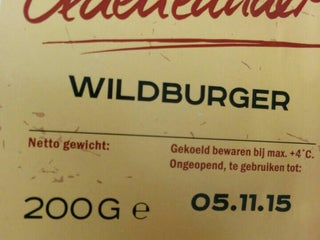 WILDBURGER
Netto gewicht:
200G e
Gekoeld bewaren bij max. +4°C.
Ongeopend, te gebruiken tot:
05.11.15